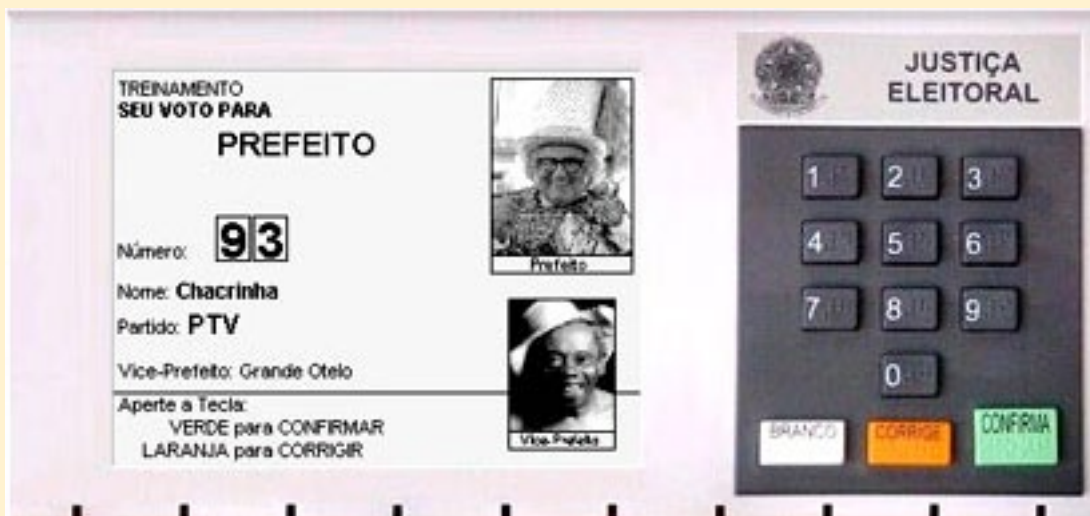 TREINAMENTO
SEU VOTO PARA
PREFEITO
Número: 93
Nome: Chacrinha
Partido: PTV
Vice-Prefeito: Grande Otelo
Aperte a Tecla:
VERDE para CONFIRMAR
LARANJA para CORRIGIR
Prefeito
Vice-Prefeito
JUSTIÇA
ELEITORAL
1 2 3
4 5 6
7 8 9
0
BRANCO CORRIGE CONFIRMA